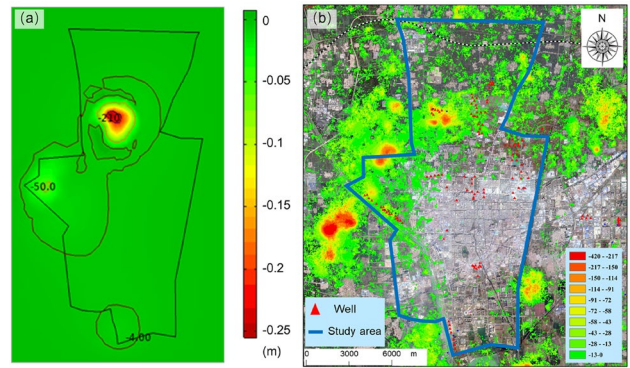 (a)
-210
-50.0
-4.00
0
-0.05
-0.1
-0.15
-0.2
-0.25
(m)
(b)
N
Well
Study area
0 3000 6000 m
-420 - -217
-217 - -150
-150 - -114
-114 - -91
-91 - -72
-72 - -58
-58 - -43
-43 - -28
-28 - -13
-13-0